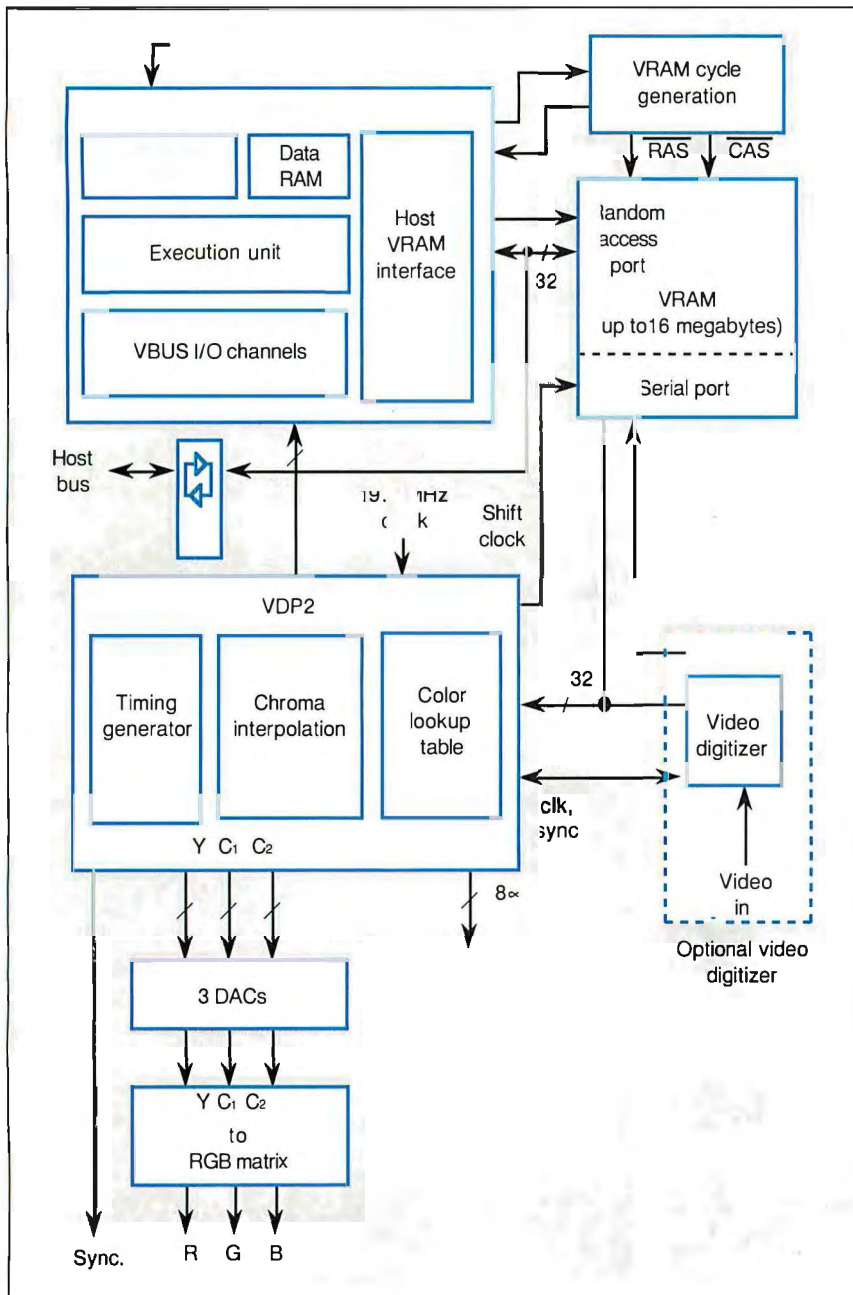 VRAM cycle
generation
RAS CAS
Data
RAM
Host
VRAM
interface
Execution unit
VBUS I/O channels
access
port
32
VRAM
up to16 megabytes)
Serial port
Host
bus
Shift
clock
VDP2
Timing
generator
Chroma
interpolation
Color
lookup
table
32
Video
digitizer
clk,
Video
in
Optional video
digitizer
Y C1 C2
8∝
3 DACs
Y C1 C2
to
RGB matrix
Sync. R G B